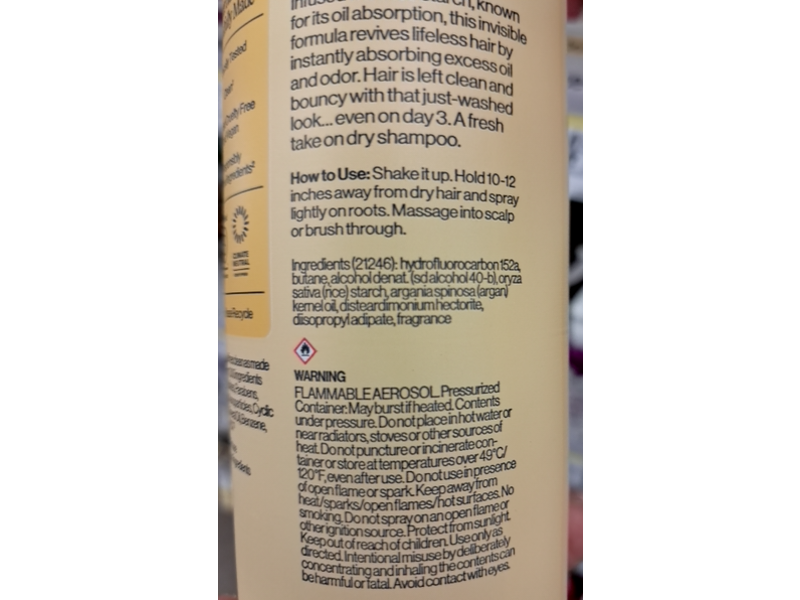 for its oil absorption, this invisible
formula revives lifeless hair by
instantly absorbing excess oil
and odor. Hair is left clean and
bouncy with that just-washed
look... even on day 3. A fresh
take on dry shampoo.
How to Use: Shake it up. Hold 10-12
inches away from dry hair and spray
lightly on roots. Massage into scalp
or brush through.
Ingredients (21246): hydrofluorocarbon 152a,
butane, alcohol denat. (sd alcohol 40-b), oryza
sativa (rice) starch, argania spinosa (argan)
kernel oil, disteardimonium hectorite,
diisopropyl adipate, fragrance
WARNING
FLAMMABLE AEROSOL. Pressurized
Container: May burst if heated. Contents
under pressure. Do not place in hot water or
near radiators, stoves or other sources of
heat. Do not puncture or incinerate con-
tainer or store at temperatures over 49°C/
120°F, even after use. Do not use in presence
of open flame or spark. Keep away from
heat/sparks/open flames/hot surfaces. No
smoking. Do not spray on an open flame or
other ignition source. Protect from sunlight.
Keep out of reach of children. Use only as
directed. Intentional misuse by deliberately
concentrating and inhaling the contents can
be harmful or fatal. Avoid contact with eyes.
Tested
Free
Recycle
as made
Cyclic
Benzene,